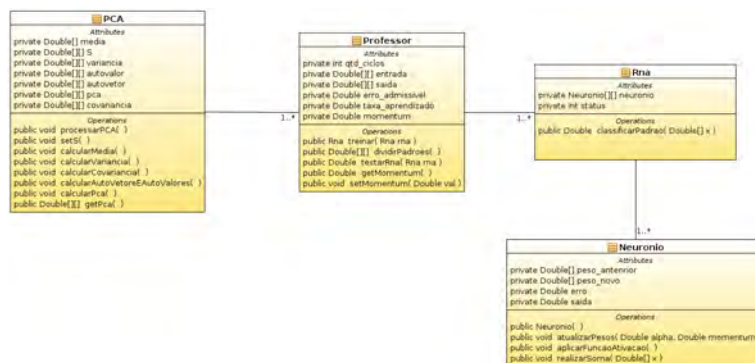 PCA
Attributes
private Double[] media
private Double[][] S
private Double[][] variancia
private Double[][] autovalor
private Double[][] autovetor
private Double[][] pca
private Double[][] covanancia
Operations
public void processarPCA( )
public void setS( )
public void calcularMedia( )
public void calcularVariancia( )
public void calcularCovariancia( )
public void calcularAutoVetoreEAutoValores( )
public void calcularPca( )
public Double[][] getPca( )
1..*
Professor
Attributes
private int qtd_ciclos
private Double[][] entrada
private Double[][] saida
private Double erro_admissivel
private Double taxa_aprendizado
private Double momentum
Operations
public Rna treinar( Rna rna )
public Double[][] dividirPadroes( )
public Double testarRna( Rna rna )
public Double getMomentum( )
public void setMomentum( Double val )
1..*
Rna
Attributes
private Neuronio[][] neuronio
private int status
Operations
public Double classificarPadrao( Double[] x )
1..*
Neuronio
Attributes
private Double[] peso_antenrior
private Double[] peso_novo
private Double erro
private Double saida
Operations
public Neuronio( )
public void atualizarPesos( Double alpha, Double momentum
public void aplicarFuncaoAtivacao( )
public void realizarSoma( Double[] x )